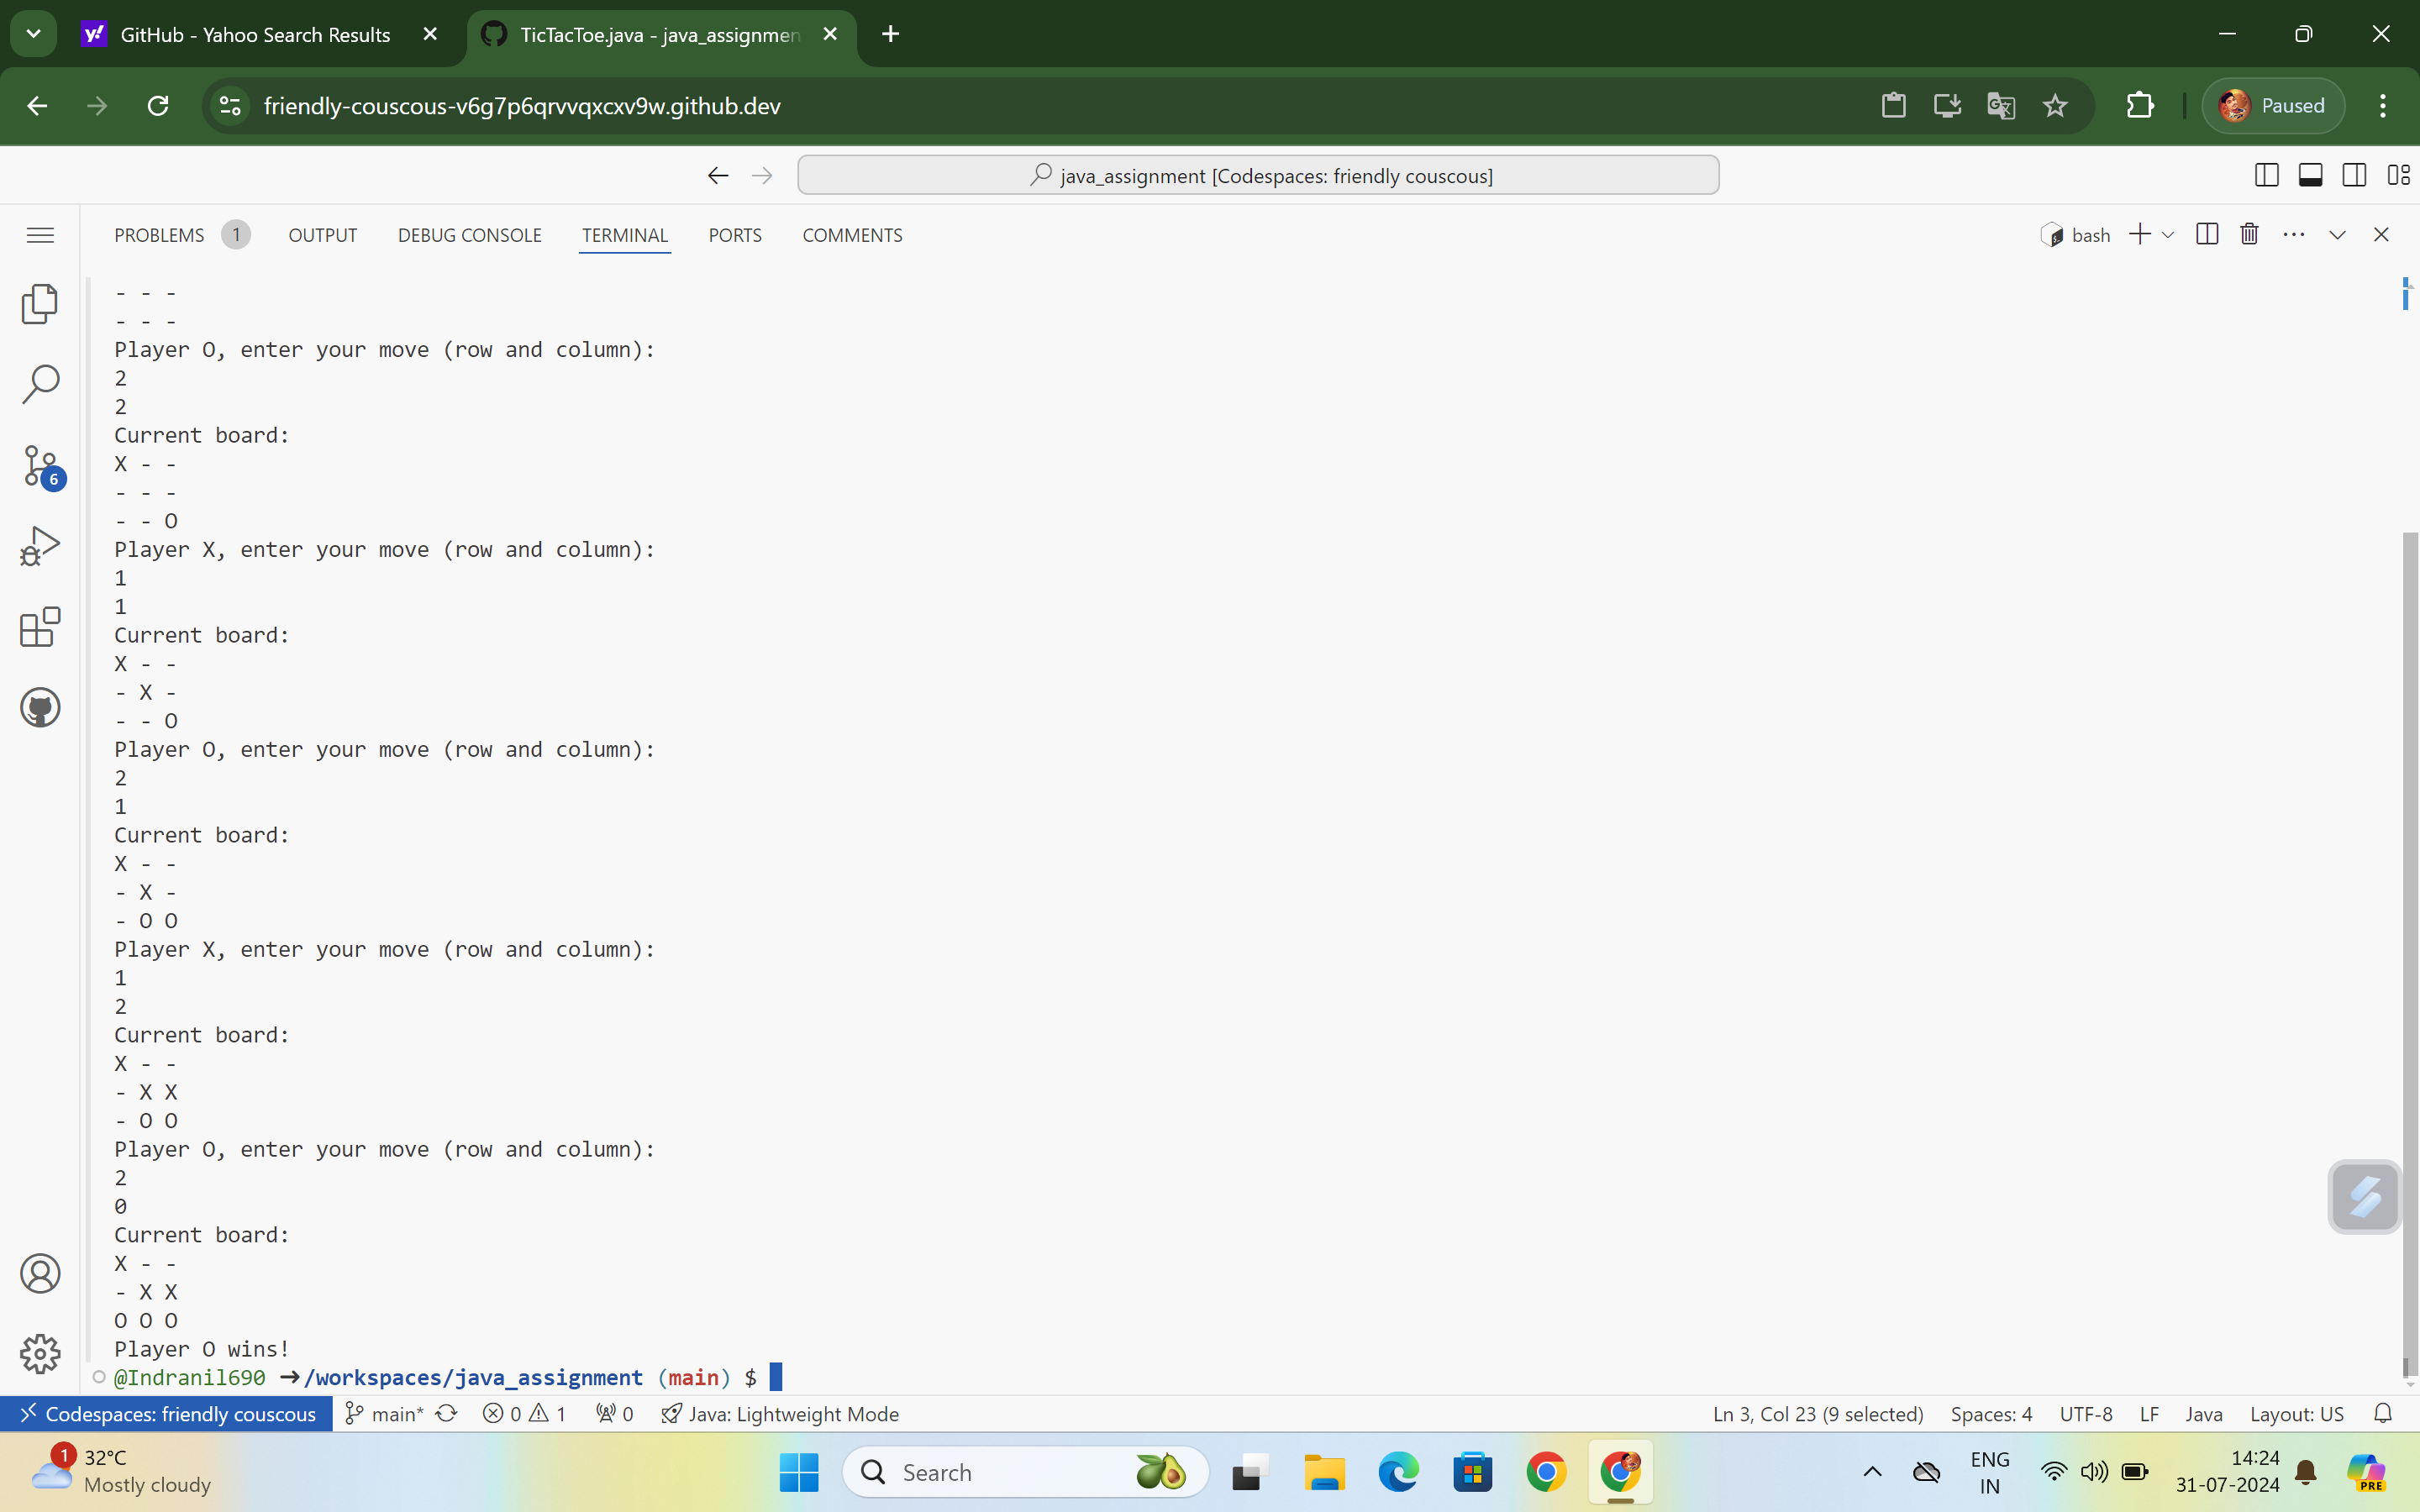 GitHub - Yahoo Search Results
TicTacToe.java - java_assignmen
friendly-couscous-v6g7p6qrvvqxcxv9w.github.dev
Paused
java_assignment [Codespaces: friendly couscous]
PROBLEMS 1 OUTPUT DEBUG CONSOLE TERMINAL PORTS COMMENTS
bash
- - -
- - -
Player O, enter your move (row and column):
2
2
Current board:
X - -
- - -
- - O
Player X, enter your move (row and column):
1
1
Current board:
X - -
- X -
- - O
Player O, enter your move (row and column):
2
1
Current board:
X - -
- X -
- O O
Player X, enter your move (row and column):
1
2
Current board:
X - -
- X X
- O O
Player O, enter your move (row and column):
2
0
Current board:
X - -
- X X
O O O
Player O wins!
@Indranil690 ➜/workspaces/java_assignment (main) $
6
Codespaces: friendly couscous main* 0 1 0 Java: Lightweight Mode Ln 3, Col 23 (9 selected) Spaces: 4 UTF-8 LF Java Layout: US
1
32°C
Mostly cloudy
Search
ENG
IN
14:24
31-07-2024
PRE